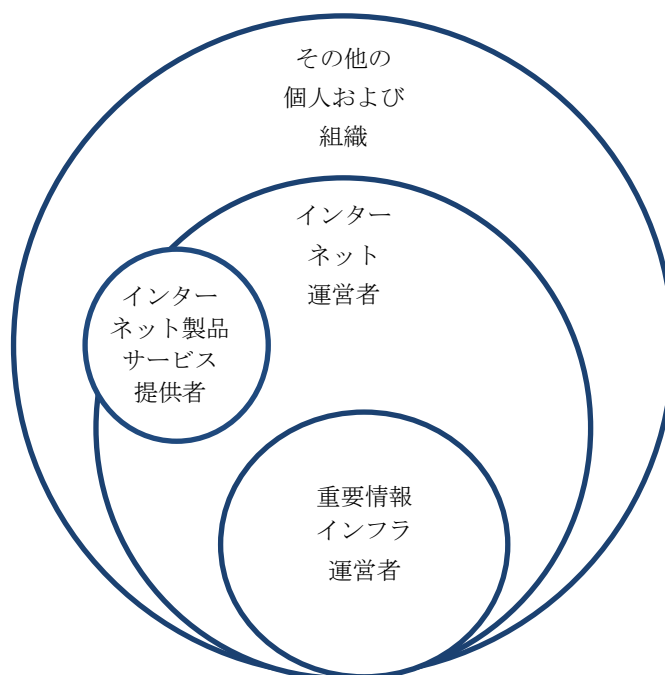 その他の
個人および
組織
インター
ネット
運営者
インター
ネット製品
サービス
提供者
重要情報
インフラ
運営者